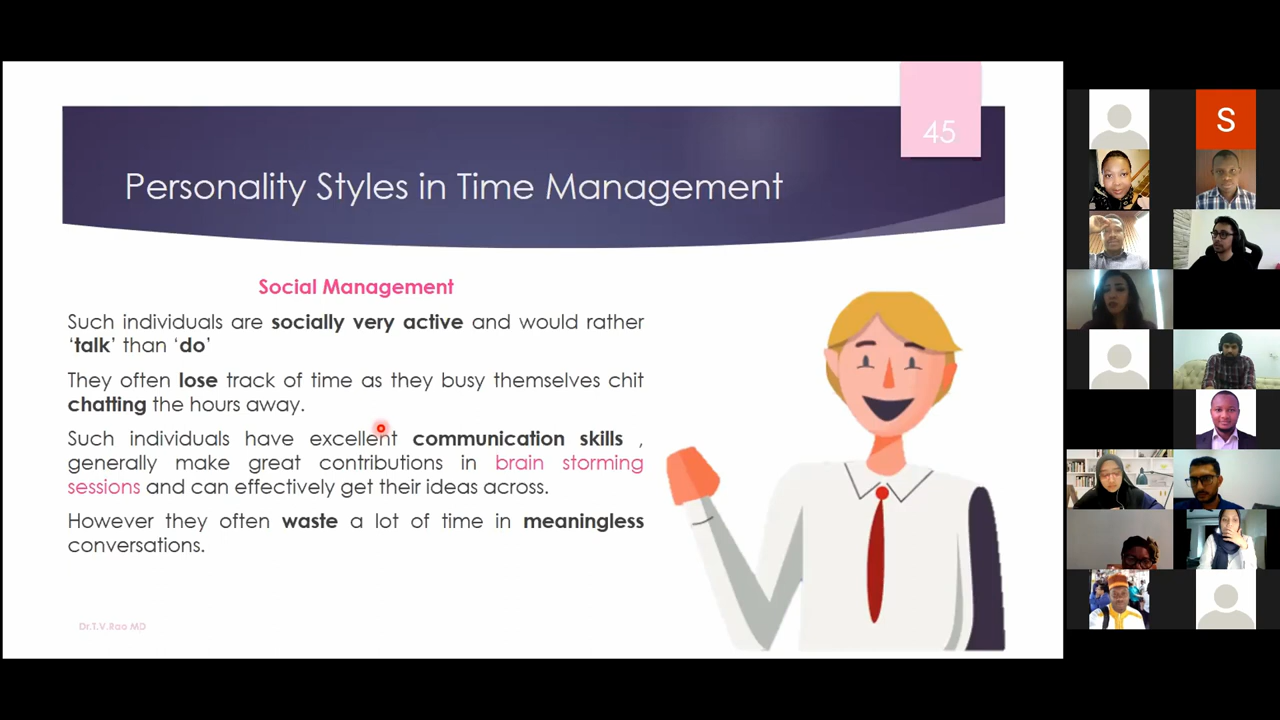 45
Personality Styles in Time Management
Social Management
Such individuals are socially very active and would rather
‘talk’ than ‘do’
They often lose track of time as they busy themselves chit
chatting the hours away.
Such individuals have excellent communication skills ,
generally make great contributions in brain storming
sessions and can effectively get their ideas across.
However they often waste a lot of time in meaningless
conversations.
Dr.T.V.Rao MD
S